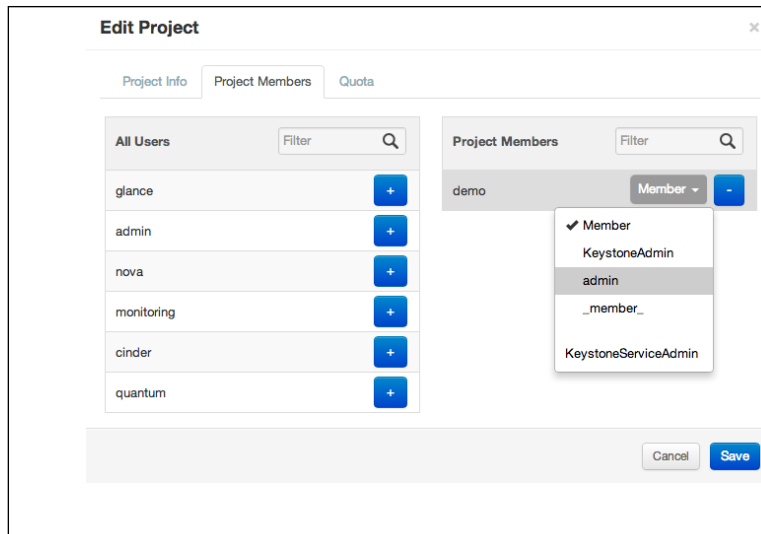 Edit Project
×
Project Info Project Members Quota
All Users Filter
glance +
admin +
nova +
monitoring +
cinder +
quantum +
Project Members Filter
demo Member -
Member
KeystoneAdmin
admin
_member_
KeystoneServiceAdmin
Cancel Save